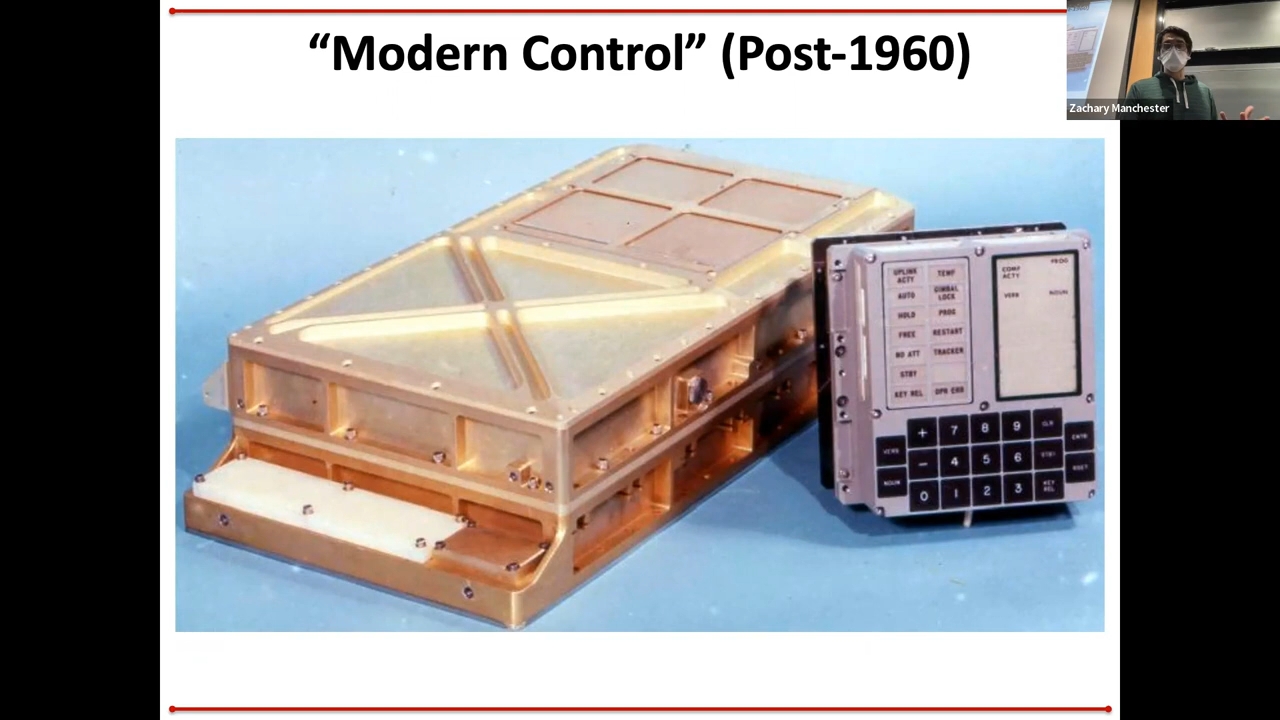 “Modern Control” (Post-1960)
Zachary Manchester
UPLINK ACTY
TEMP
AUTO
GIMBAL LOCK
HOLD
PROG
FREE
RESTART
NO ATT
TRACKER
STBY
KEY REL
OPR ERR
COMP ACTY
PROG
VERB
NOUN
VERB
NOUN
+ 7 8 9 CLR
- 4 5 6 STBY
0 1 2 3 KEY REL
ENTR
RSET